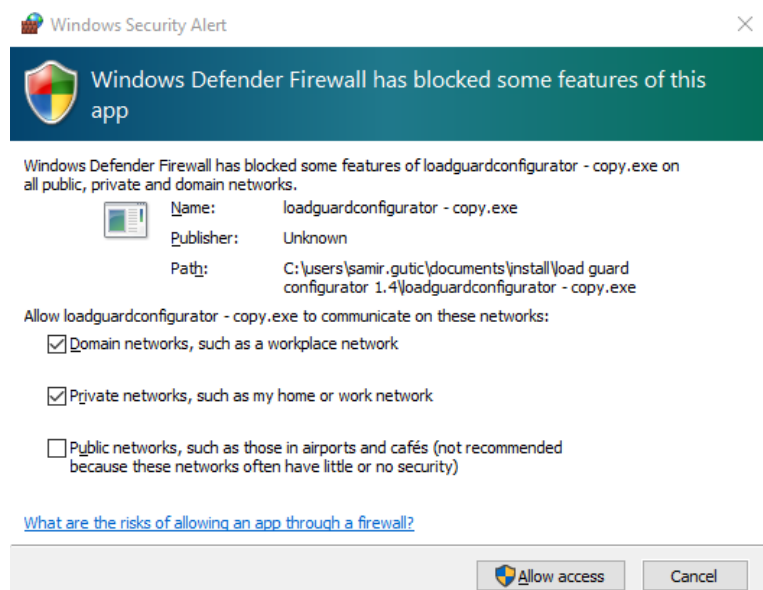 Windows Security Alert
Windows Defender Firewall has blocked some features of this
app
Windows Defender Firewall has blocked some features of loadguardconfigurator - copy.exe on
all public, private and domain networks.
Name: loadguardconfigurator - copy.exe
Publisher: Unknown
Path: C:\users\samir.gutic\documents\install\load guard
configurator 1.4\loadguardconfigurator - copy.exe
Allow loadguardconfigurator - copy.exe to communicate on these networks:
Domain networks, such as a workplace network
Private networks, such as my home or work network
Public networks, such as those in airports and cafés (not recommended
because these networks often have little or no security)
What are the risks of allowing an app through a firewall?
Allow access Cancel